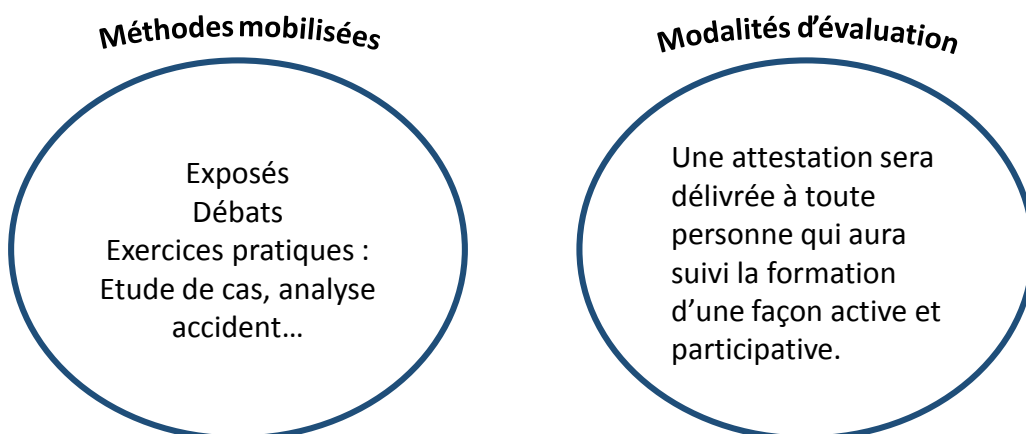 Méthodes mobilisées
Exposés
Débats
Exercices pratiques :
Etude de cas, analyse
accident…
Modalités d’évaluation
Une attestation sera
délivrée à toute
personne qui aura
suivi la formation
d’une façon active et
participative.